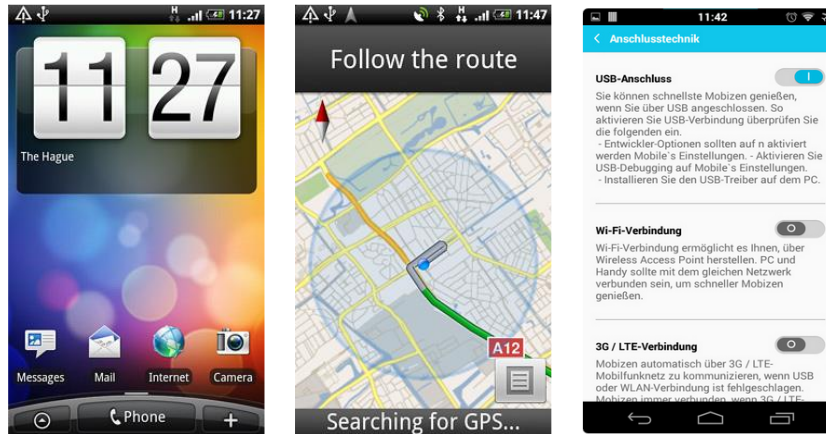 H
11:27
11 27
The Hague
Messages Mail Internet Camera
Phone
H
11:47
Follow the route
A12
Searching for GPS...
11:42
Anschlusstechnik
USB-Anschluss
Sie können schnellste Mobizen genießen,
wenn Sie über USB angeschlossen. So
aktivieren Sie USB-Verbindung überprüfen Sie
die folgenden ein.
- Entwickler-Optionen sollten auf n aktiviert
werden Mobile`s Einstellungen. - Aktivieren Sie
USB-Debugging auf Mobile`s Einstellungen.
- Installieren Sie den USB-Treiber auf dem PC.
Wi-Fi-Verbindung
Wi-Fi-Verbindung ermöglicht es Ihnen, über
Wireless Access Point herstellen. PC und
Handy sollte mit dem gleichen Netzwerk
verbunden sein, um schneller Mobizen
genießen.
3G / LTE-Verbindung
Mobizen automatisch über 3G / LTE-
Mobilfunknetz zu kommunizieren, wenn USB
oder WLAN-Verbindung ist fehlgeschlagen.
Mobizen immer verbunden, wenn 3G / LTE-